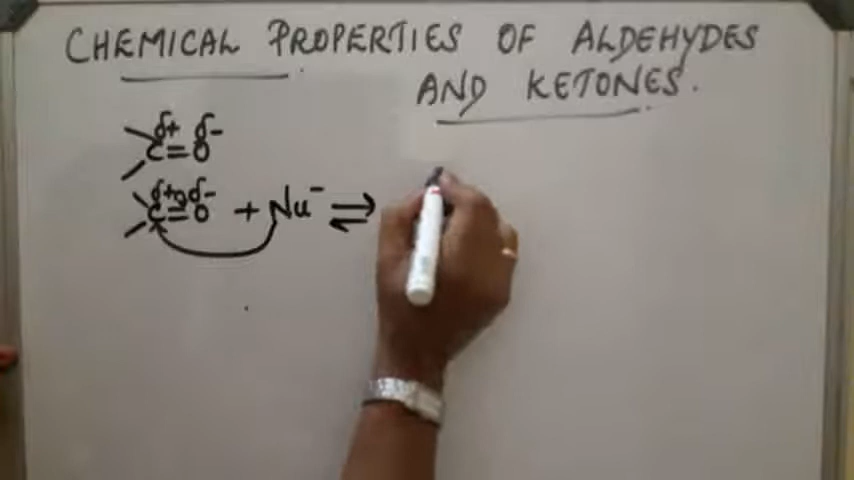 CHEMICAL PROPERTIES OF ALDEHYDES
AND KETONES.
δ+ δ-
C=O
δ+ δ-
C=O + Nu⁻ ⇌